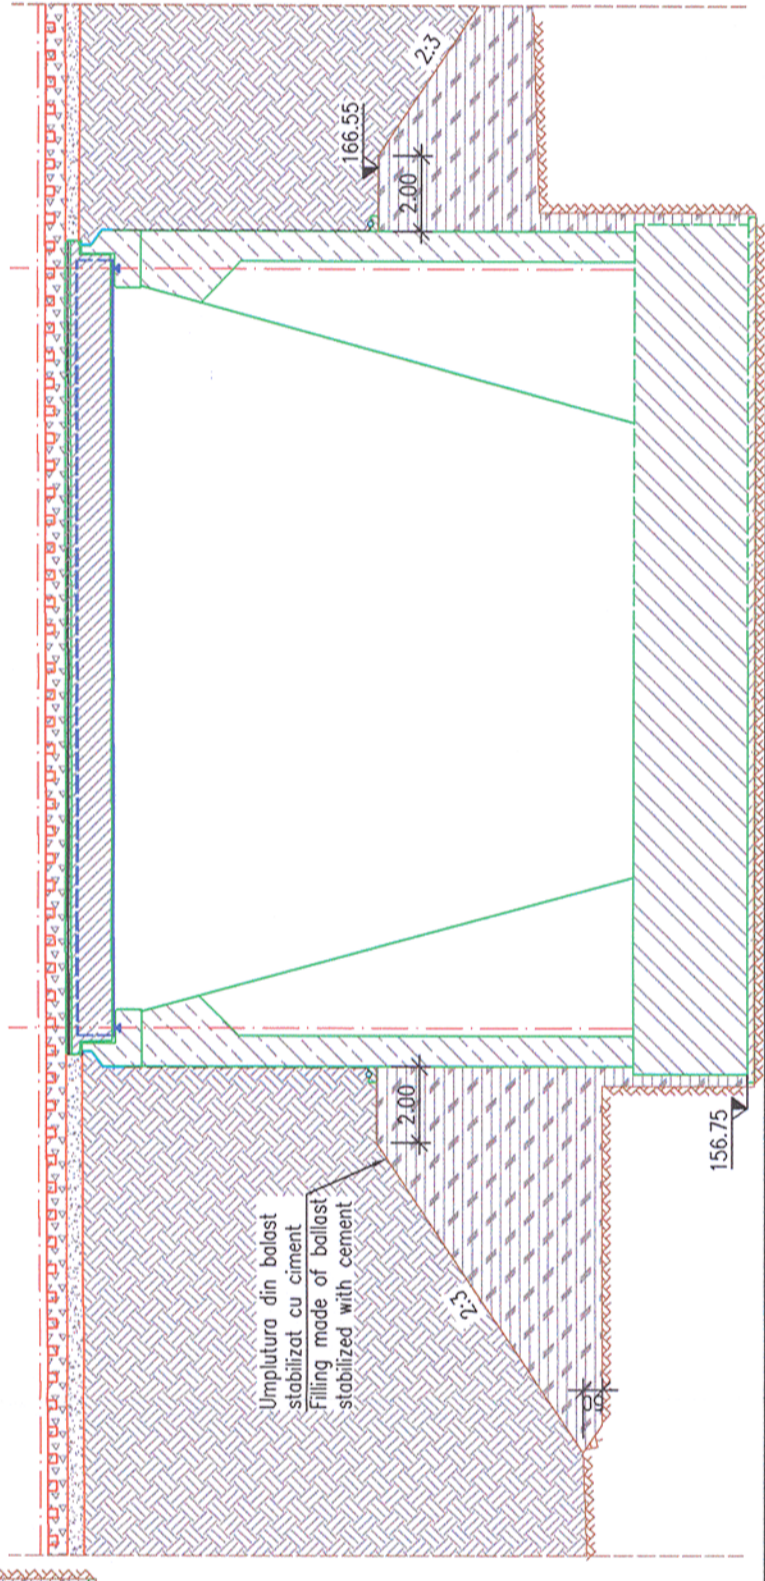 2:3
166.55
2.00
Umplutura din balast
stabilizat cu ciment
Filling made of ballast
stabilized with cement
2.00
2:3
156.75